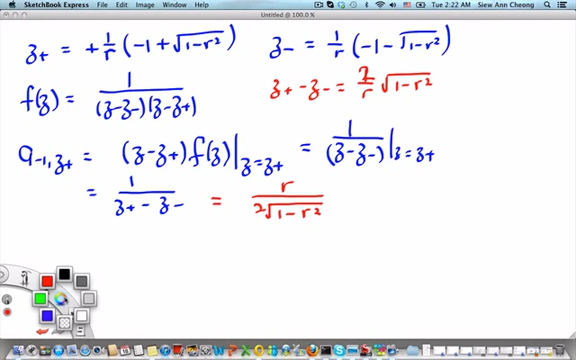 SketchBook Express File Edit Image Window Help Tue 2:22 AM Siew Ann Cheong
Untitled @ 100.0 %
z+ = +1/r (-1 + √(1-r²)) z- = 1/r (-1 - √(1-r²))
f(z) = 1/((z-z-)(z-z+)) z+ - z- = 2/r √(1-r²)
a-1,z+ = (z-z+) f(z)|z=z+ = 1/(z-z-)|z=z+
= 1/(z+ - z-) = r/(2√(1-r²))